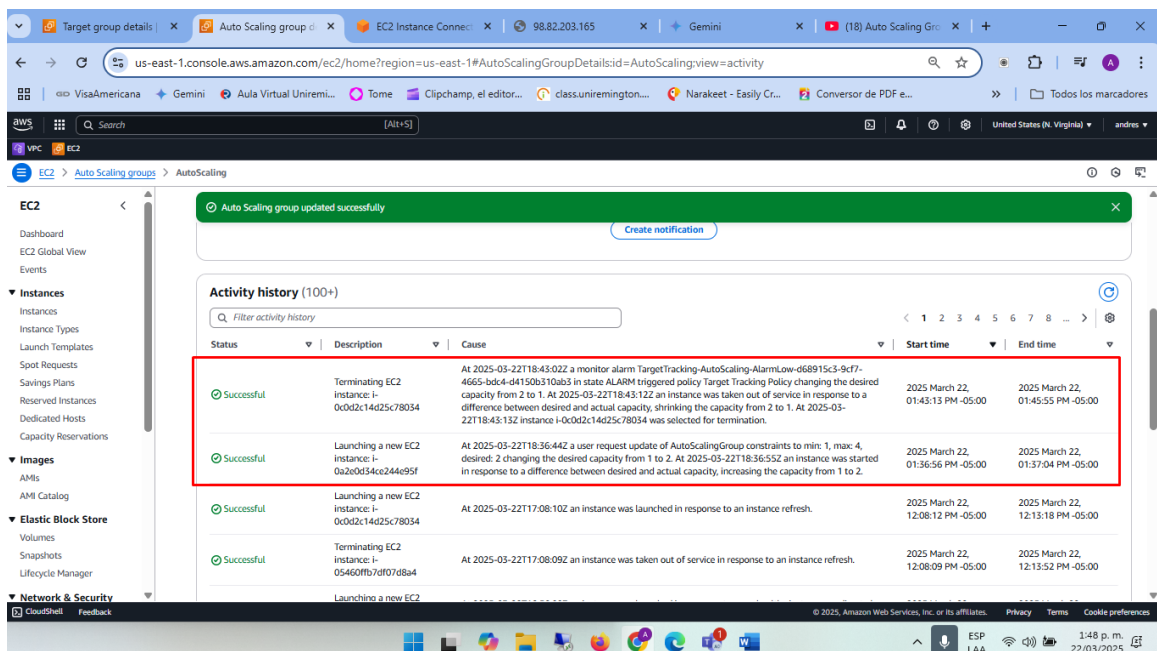 Target group details |
Auto Scaling group d
EC2 Instance Connec
98.82.203.165
Gemini
(18) Auto Scaling Gro
us-east-1.console.aws.amazon.com/ec2/home?region=us-east-1#AutoScalingGroupDetails:id=AutoScaling;view=activity
A
VisaAmericana
Gemini
Aula Virtual Uniremi...
Tome
Clipchamp, el editor...
class.uniremington....
Narakeet - Easily Cr...
Conversor de PDF e...
Todos los marcadores
aws
Search
[Alt+S]
United States (N. Virginia)
andres
VPC
EC2
EC2 > Auto Scaling groups > AutoScaling
EC2
Dashboard
EC2 Global View
Events
Instances
Instances
Instance Types
Launch Templates
Spot Requests
Savings Plans
Reserved Instances
Dedicated Hosts
Capacity Reservations
Images
AMIs
AMI Catalog
Elastic Block Store
Volumes
Snapshots
Lifecycle Manager
Network & Security
Auto Scaling group updated successfully
Create notification
Activity history (100+)
Filter activity history
1 2 3 4 5 6 7 8 ...
Status
Description
Cause
Start time
End time
Successful
Terminating EC2
instance: i-
0c0d2c14d25c78034
At 2025-03-22T18:43:02Z a monitor alarm TargetTracking-AutoScaling-AlarmLow-d68915c3-9cf7-
4665-bdc4-d4150b310ab3 in state ALARM triggered policy Target Tracking Policy changing the desired
capacity from 2 to 1. At 2025-03-22T18:43:12Z an instance was taken out of service in response to a
difference between desired and actual capacity, shrinking the capacity from 2 to 1. At 2025-03-
22T18:43:13Z instance i-0c0d2c14d25c78034 was selected for termination.
2025 March 22,
01:43:13 PM -05:00
2025 March 22,
01:45:55 PM -05:00
Successful
Launching a new EC2
instance: i-
0a2e0d34ce244e95f
At 2025-03-22T18:36:44Z a user request update of AutoScalingGroup constraints to min: 1, max: 4,
desired: 2 changing the desired capacity from 1 to 2. At 2025-03-22T18:36:55Z an instance was started
in response to a difference between desired and actual capacity, increasing the capacity from 1 to 2.
2025 March 22,
01:36:56 PM -05:00
2025 March 22,
01:37:04 PM -05:00
Successful
Launching a new EC2
instance: i-
0c0d2c14d25c78034
At 2025-03-22T17:08:10Z an instance was launched in response to an instance refresh.
2025 March 22,
12:08:12 PM -05:00
2025 March 22,
12:13:18 PM -05:00
Successful
Terminating EC2
instance: i-
05460ffb7df07d8a4
At 2025-03-22T17:08:09Z an instance was taken out of service in response to an instance refresh.
2025 March 22,
12:08:09 PM -05:00
2025 March 22,
12:13:52 PM -05:00
Launching a new EC2
CloudShell
Feedback
© 2025, Amazon Web Services, Inc. or its affiliates.
Privacy
Terms
Cookie preferences
ESP
LAA
1:48 p. m.
22/03/2025